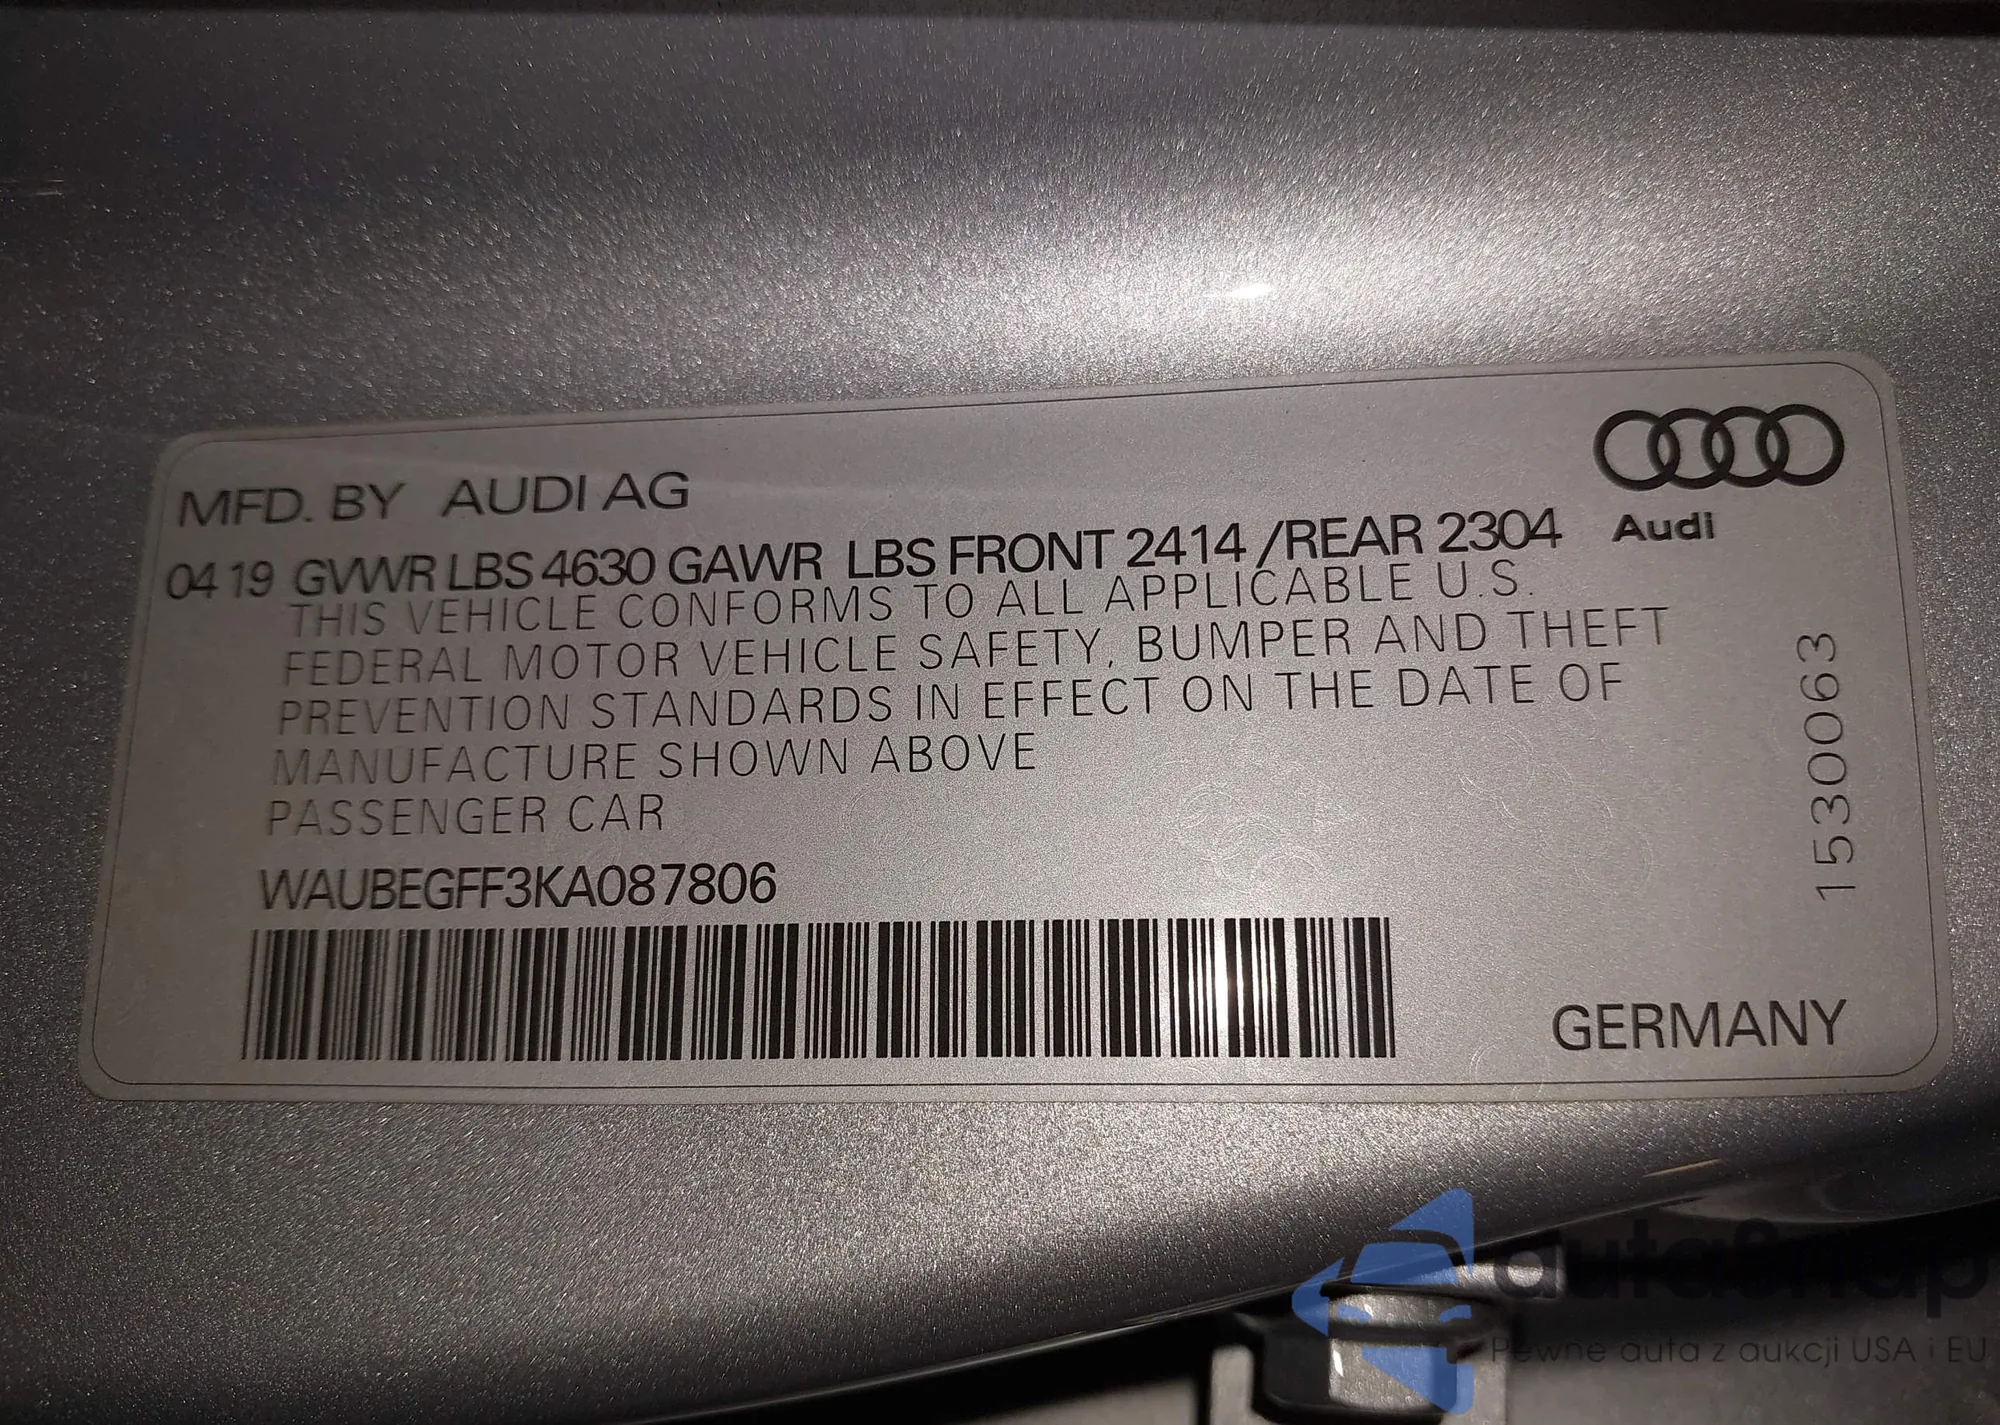 MFD. BY AUDI AG
04 19 GVWR LBS 4630 GAWR LBS FRONT 2414 /REAR 2304
Audi
THIS VEHICLE CONFORMS TO ALL APPLICABLE U.S.
FEDERAL MOTOR VEHICLE SAFETY, BUMPER AND THEFT
PREVENTION STANDARDS IN EFFECT ON THE DATE OF
MANUFACTURE SHOWN ABOVE
PASSENGER CAR
1530063
WAUBEGFF3KA087806
GERMANY
autaSnap
Pewne auta z aukcji USA i EU